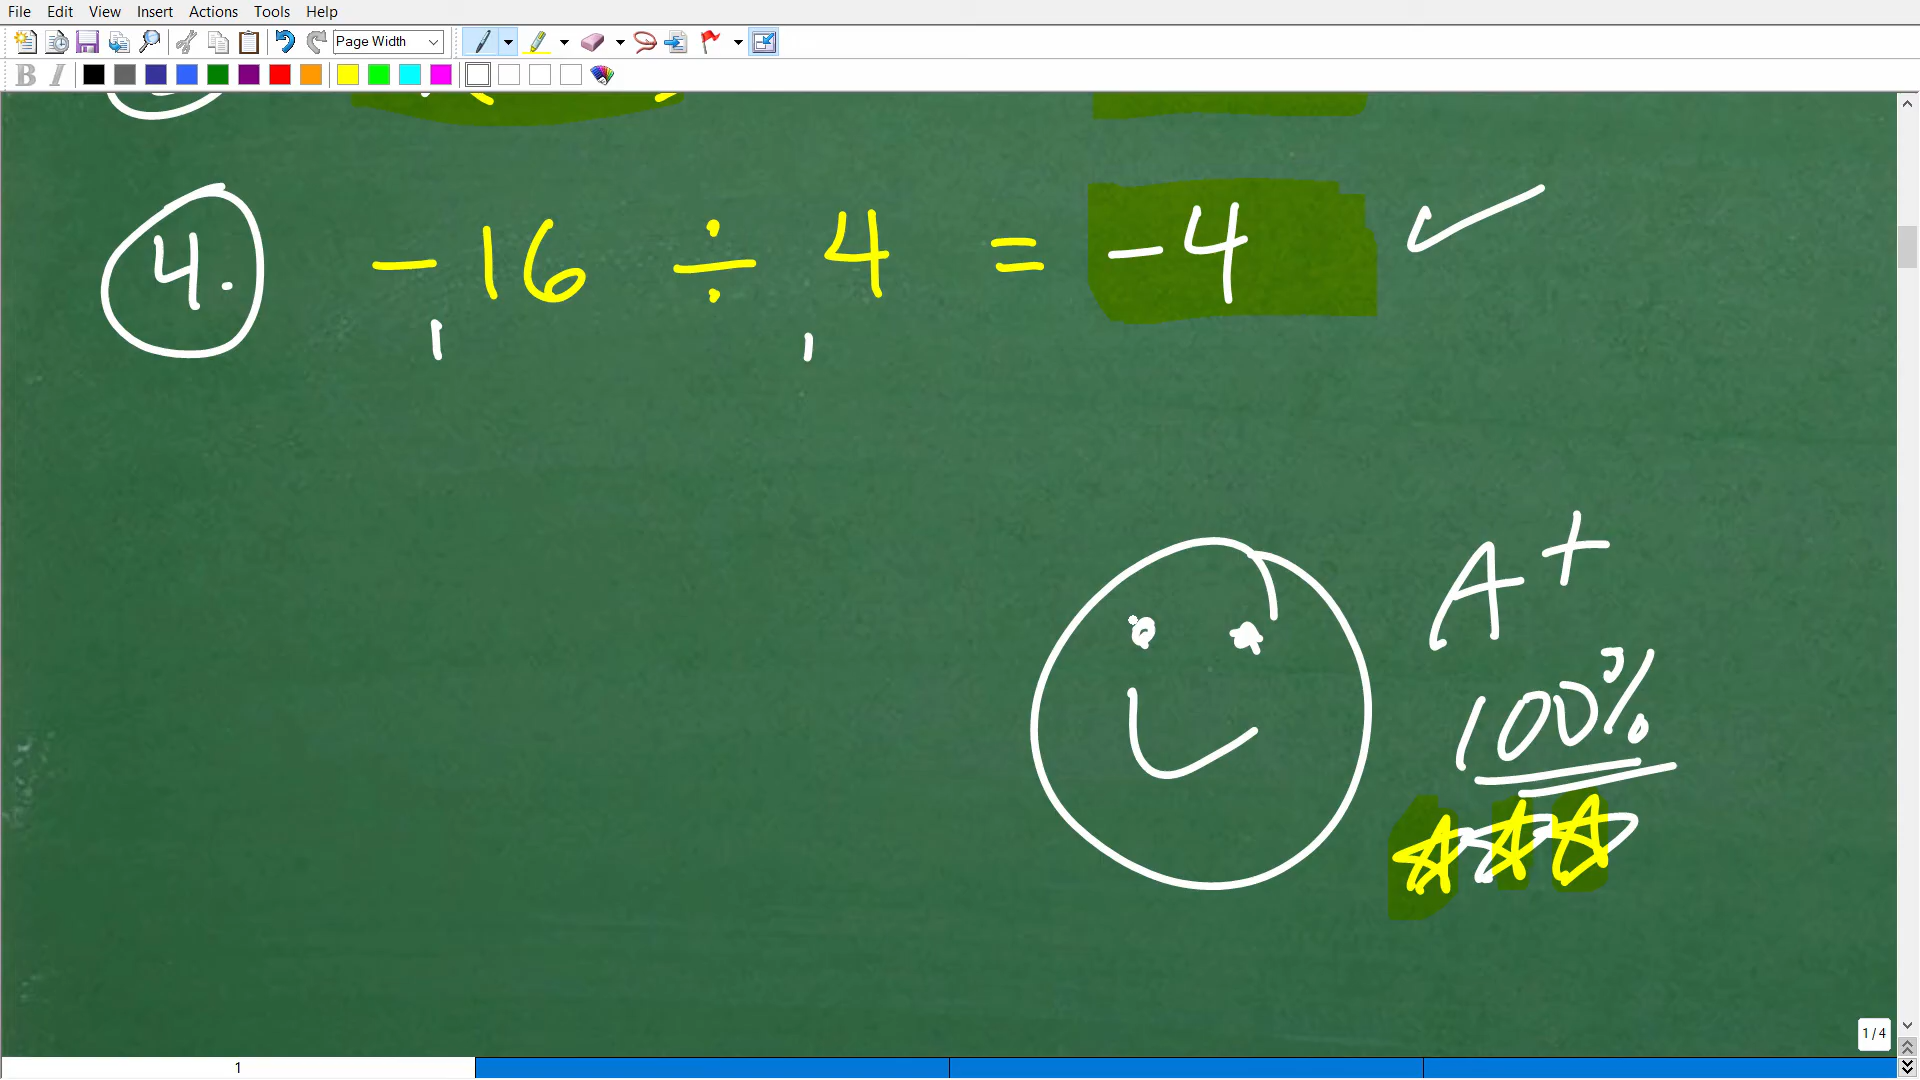 File Edit View Insert Actions Tools Help
Page Width
B I
4. -16 ÷ 4 = -4 ✓
A+
100%
1 / 4
1